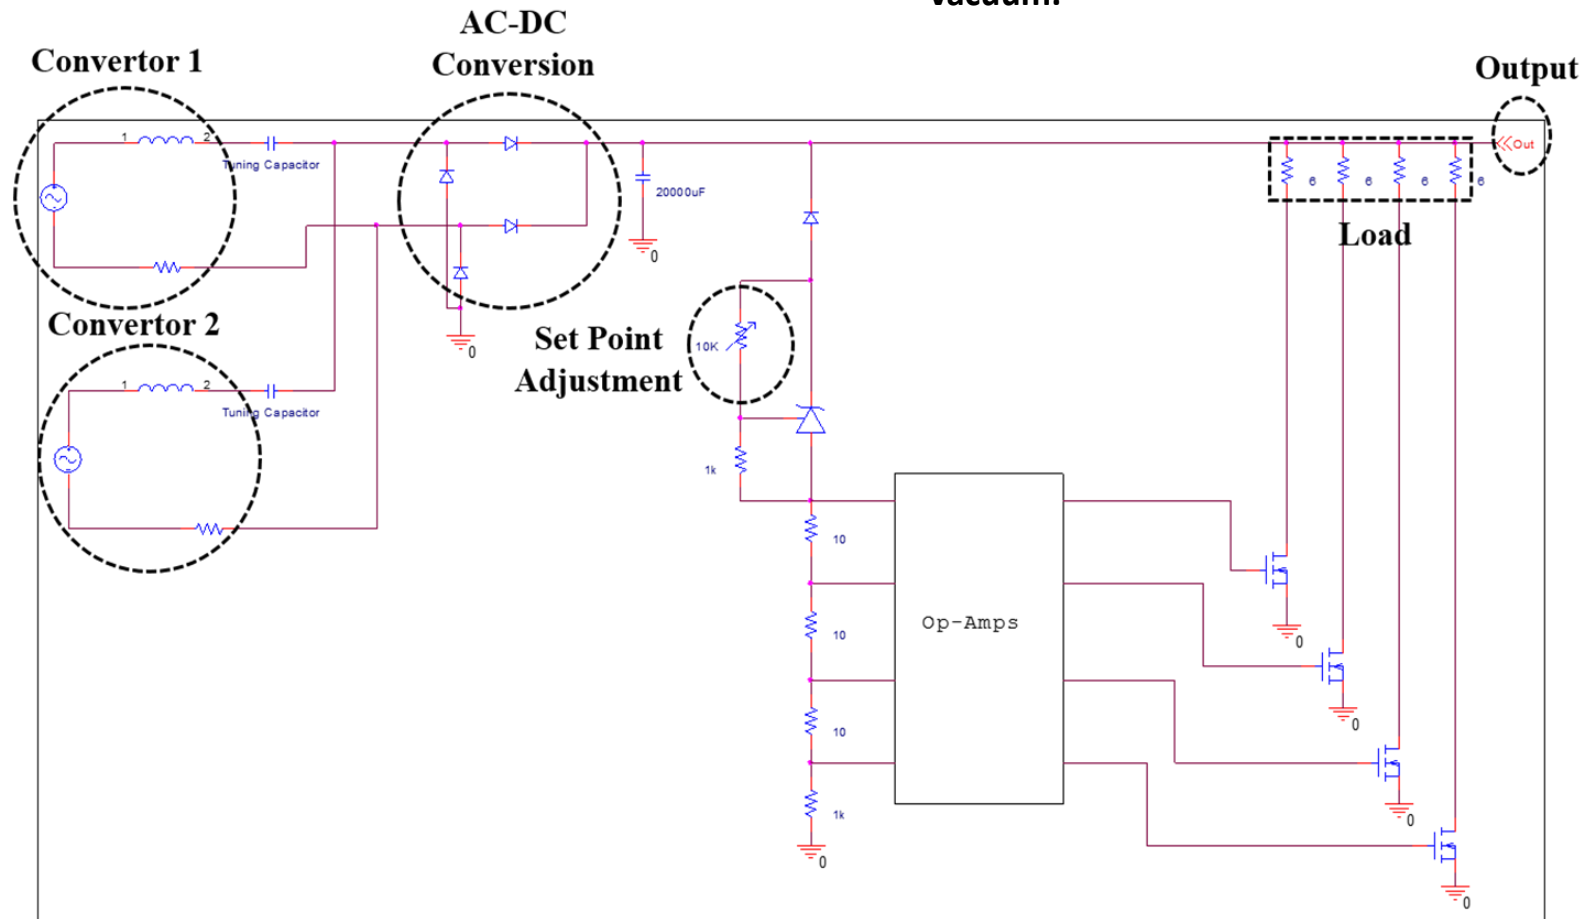 vacuum.
AC-DC
Conversion
Convertor 1
Output
1
2
Tuning Capacitor
Out
20000uF
6
6
6
6
Load
0
Convertor 2
Set Point
Adjustment
10K
0
1
2
Tuning Capacitor
1k
10
Op-Amps
10
0
0
10
1k
0
0
0